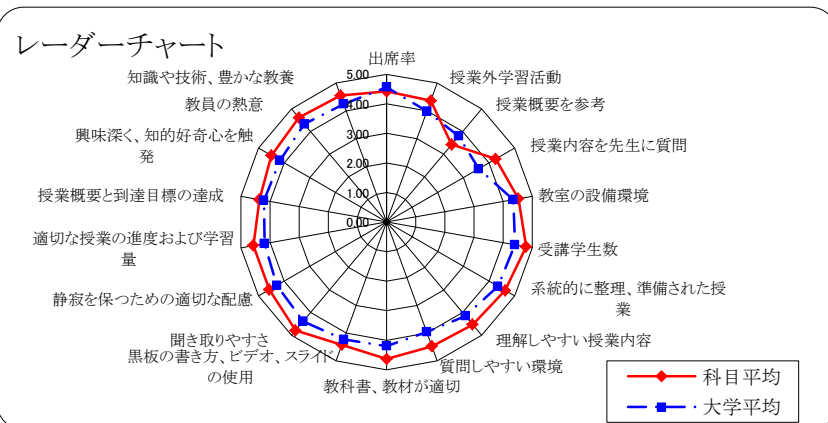 レーダーチャート
出席率
授業外学習活動
授業概要を参考
授業内容を先生に質問
教室の設備環境
受講学生数
系統的に整理、準備された授
業
理解しやすい授業内容
質問しやすい環境
教科書、教材が適切
黒板の書き方、ビデオ、スライド
の使用
聞き取りやすさ
静寂を保つための適切な配慮
適切な授業の進度および学習
量
授業概要と到達目標の達成
興味深く、知的好奇心を触
発
教員の熱意
知識や技術、豊かな教養
5.00
4.00
3.00
2.00
1.00
0.00
科目平均
大学平均